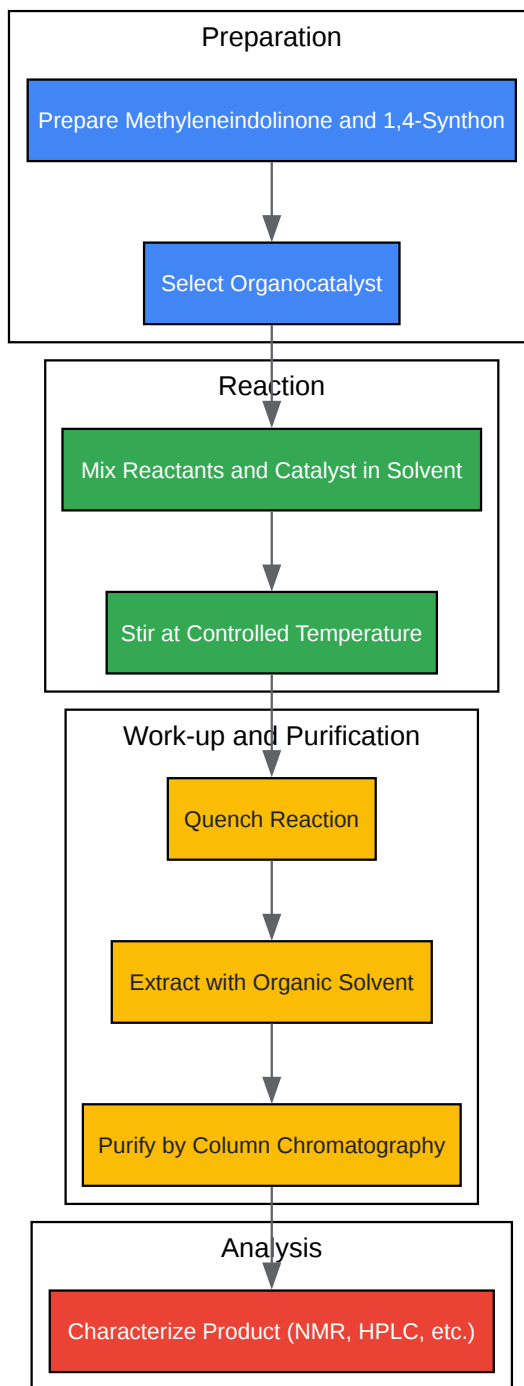 Preparation
Prepare Methyleneindolinone and 1,4-Synthon
Select Organocatalyst
Reaction
Mix Reactants and Catalyst in Solvent
Stir at Controlled Temperature
Work-up and Purification
Quench Reaction
Extract with Organic Solvent
Purify by Column Chromatography
Analysis
Characterize Product (NMR, HPLC, etc.)